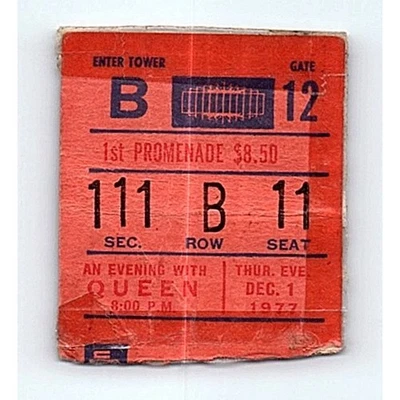 ENTER TOWER GATE
B 12
1st PROMENADE $8.50
111 B 11
SEC. ROW SEAT
AN EVENING WITH THUR. EVE.
QUEEN DEC. 1
8:00 P.M. 1977